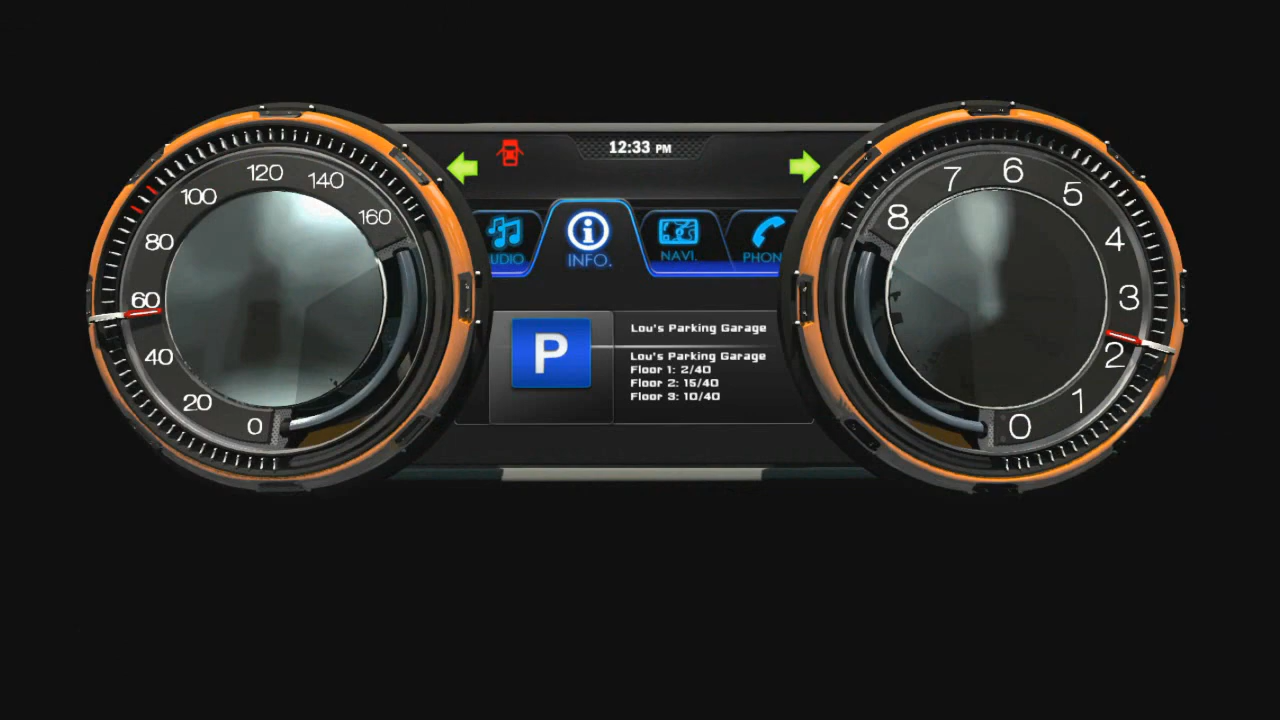 12:33 PM
UDIO
INFO.
NAVI.
PHON
P
Lou's Parking Garage
Lou's Parking Garage
Floor 1: 2/40
Floor 2: 15/40
Floor 3: 10/40
0
20
40
60
80
100
120
140
160
0
1
2
3
4
5
6
7
8